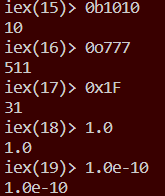 iex(15)> 0b1010
10
iex(16)> 0o777
511
iex(17)> 0x1F
31
iex(18)> 1.0
1.0
iex(19)> 1.0e-10
1.0e-10